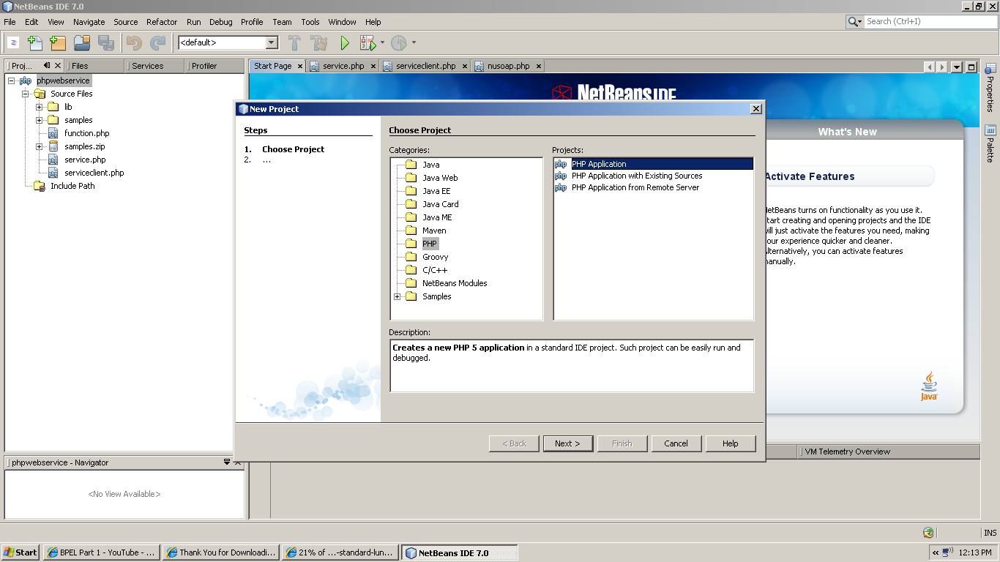 NetBeans IDE 7.0
File Edit View Navigate Source Refactor Run Debug Profile Team Tools Window Help
Search (Ctrl+I)
<default>
Proj... Files Services Profiler
Start Page service.php serviceclient.php nusoap.php
phpwebservice
Source Files
lib
samples
function.php
samples.zip
service.php
serviceclient.php
Include Path
NetBeans IDE
What's New
Activate Features
NetBeans turns on functionality as you use it.
tart creating and opening projects and the IDE
ill just activate the features you need, making
our experience quicker and cleaner.
lternatively, you can activate features
anually.
Java
Properties
Palette
New Project
Steps
1. Choose Project
2. ...
Choose Project
Categories:
Java
Java Web
Java EE
Java Card
Java ME
Maven
PHP
Groovy
C/C++
NetBeans Modules
Samples
Projects:
PHP Application
PHP Application with Existing Sources
PHP Application from Remote Server
Description:
Creates a new PHP 5 application in a standard IDE project. Such project can be easily run and
debugged.
< Back Next > Finish Cancel Help
phpwebservice - Navigator
<No View Available>
VM Telemetry Overview
INS
Start BPEL Part 1 - YouTube - ... Thank You for Downloadi... 21% of ...-standard-lun... NetBeans IDE 7.0 « 12:13 PM